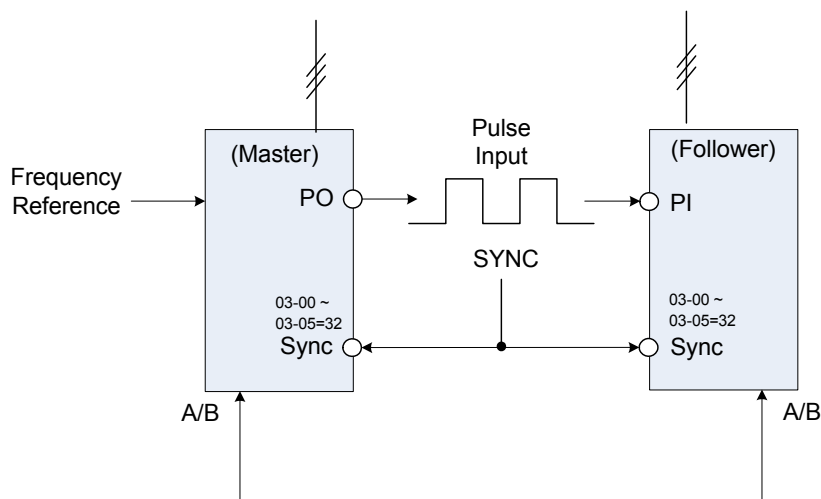 Pulse
Input
(Master)
(Follower)
Frequency
Reference
PO
PI
SYNC
03-00 ~
03-05=32
Sync
03-00 ~
03-05=32
Sync
A/B
A/B